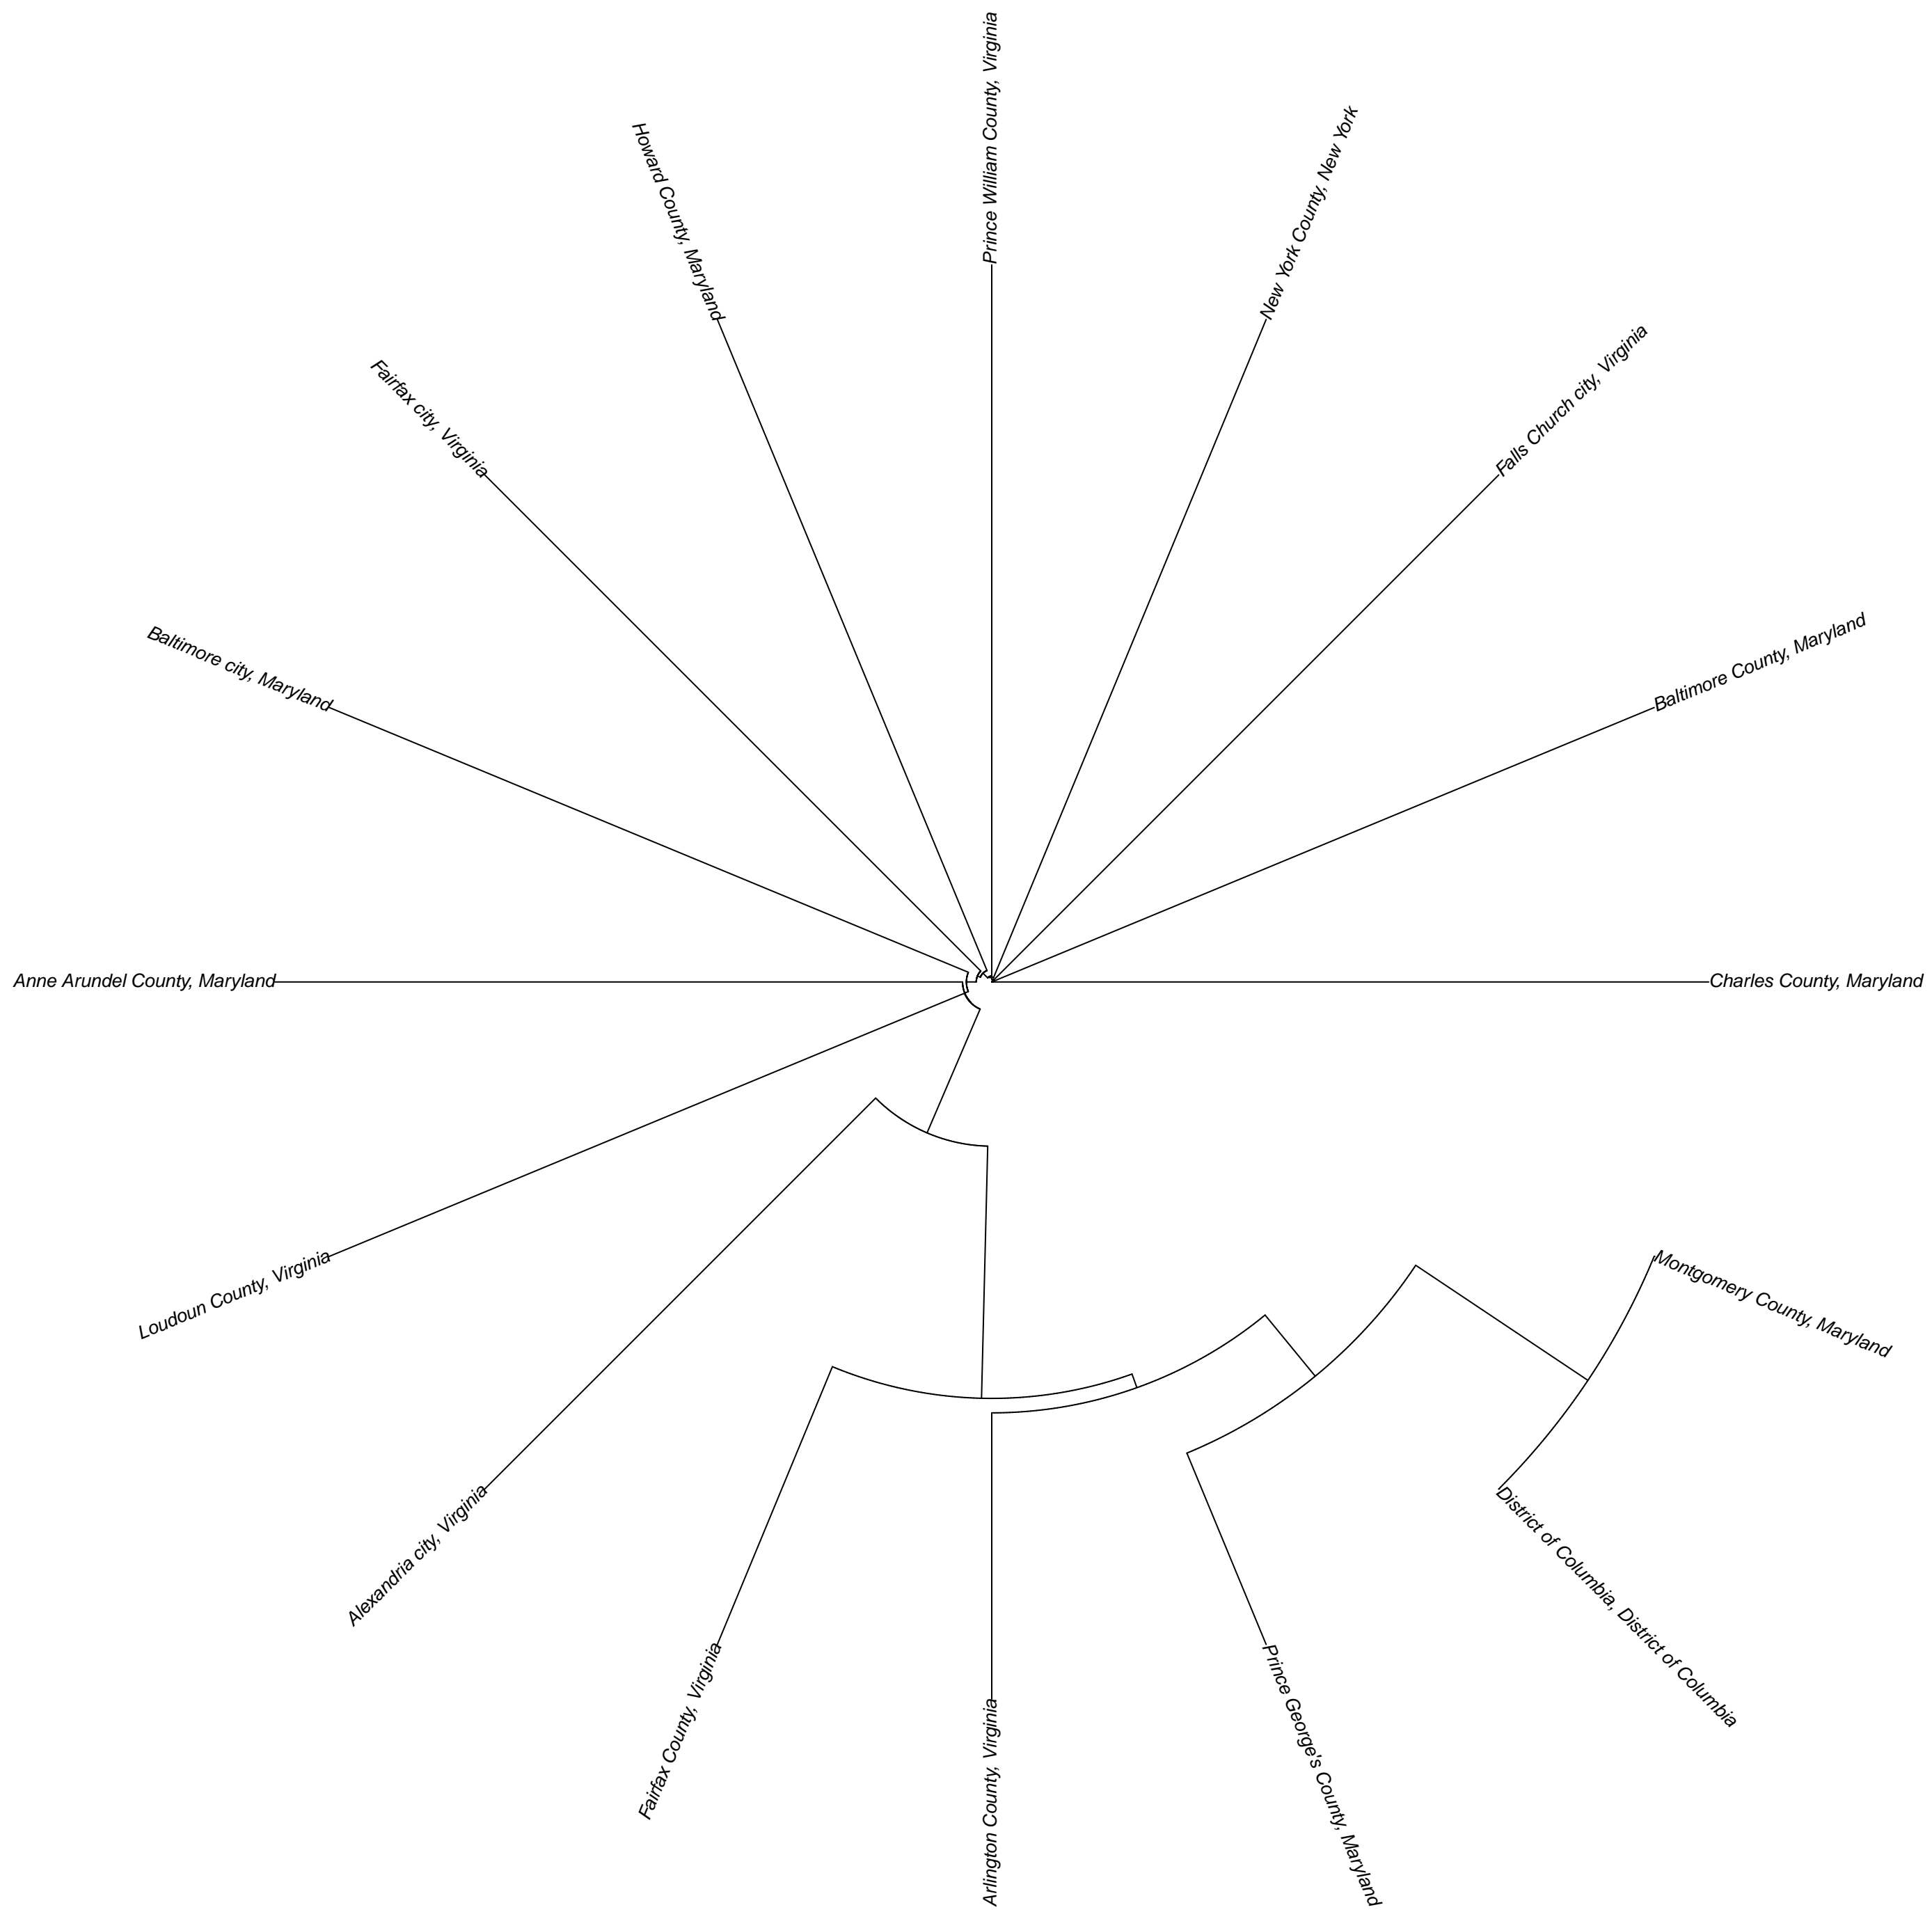 Prince William County, Virginia
New York County, New York
Howard County, Maryland
Falls Church city, Virginia
Fairfax city, Virginia
Baltimore County, Maryland
Baltimore city, Maryland
Anne Arundel County, Maryland
Charles County, Maryland
Loudoun County, Virginia
Montgomery County, Maryland
Alexandria city, Virginia
District of Columbia, District of Columbia
Fairfax County, Virginia
Prince George's County, Maryland
Arlington County, Virginia